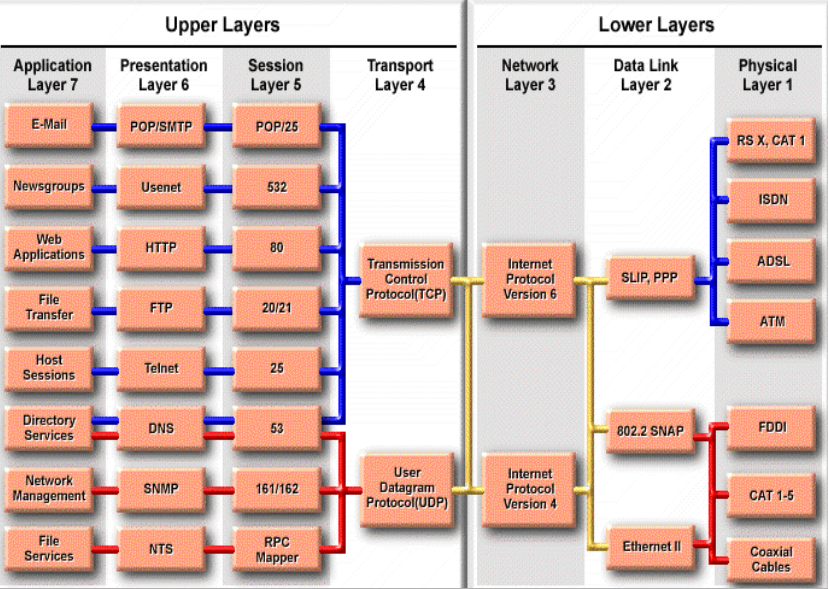 Upper Layers
Lower Layers
Application
Layer 7
Presentation
Layer 6
Session
Layer 5
Transport
Layer 4
Network
Layer 3
Data Link
Layer 2
Physical
Layer 1
E-Mail
POP/SMTP
POP/25
RS X, CAT 1
Newsgroups
Usenet
532
ISDN
Web
Applications
HTTP
80
Transmission
Control
Protocol(TCP)
Internet
Protocol
Version 6
SLIP, PPP
ADSL
File
Transfer
FTP
20/21
ATM
Host
Sessions
Telnet
25
Directory
Services
DNS
53
802.2 SNAP
FDDI
Network
Management
SNMP
161/162
User
Datagram
Protocol(UDP)
Internet
Protocol
Version 4
CAT 1-5
File
Services
NTS
RPC
Mapper
Ethernet II
Coaxial
Cables